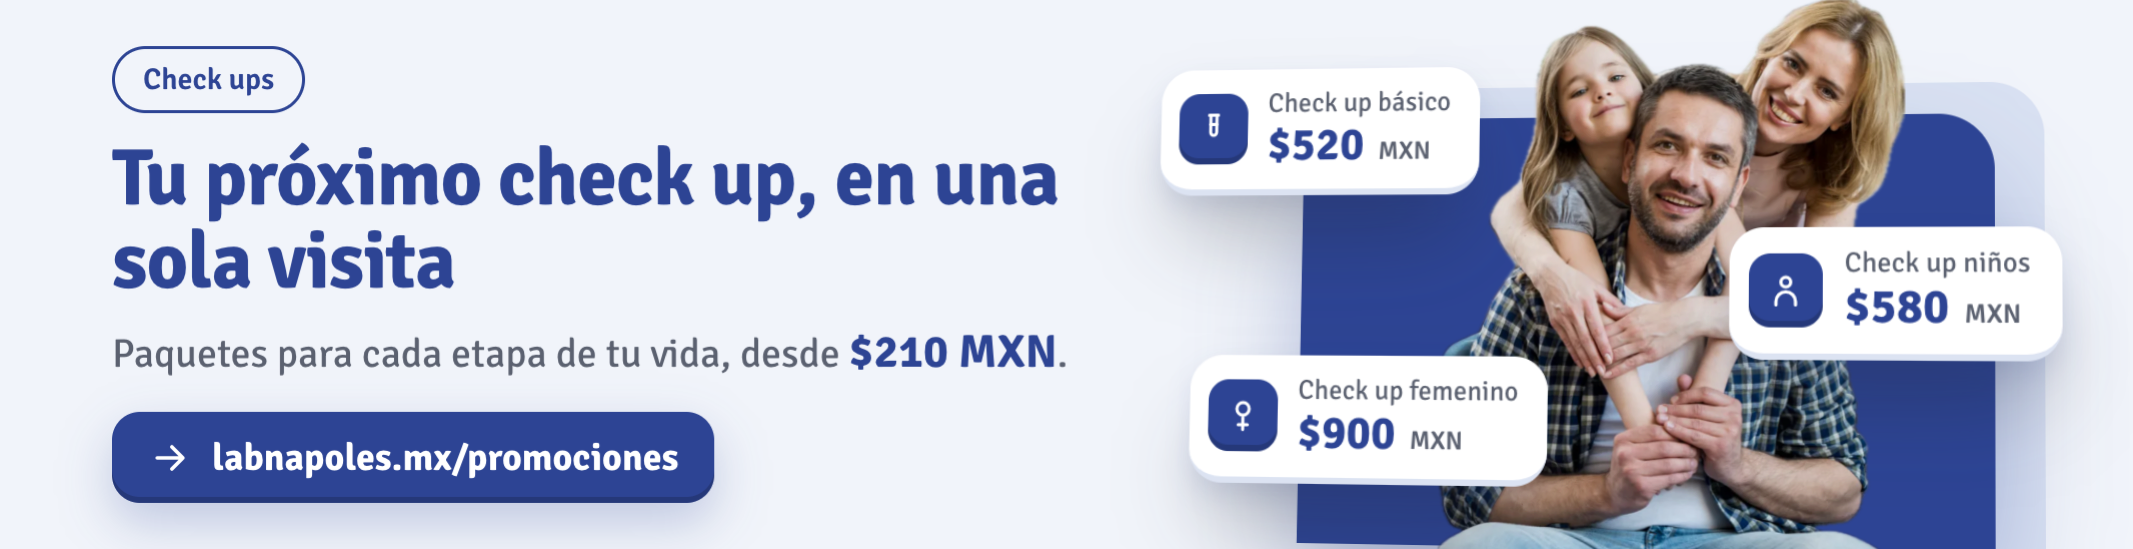 Check ups
Tu próximo check up, en una
sola visita
Paquetes para cada etapa de tu vida, desde $210 MXN.
→ labnapoles.mx/promociones
Check up básico
$520 MXN
Check up niños
$580 MXN
Check up femenino
$900 MXN